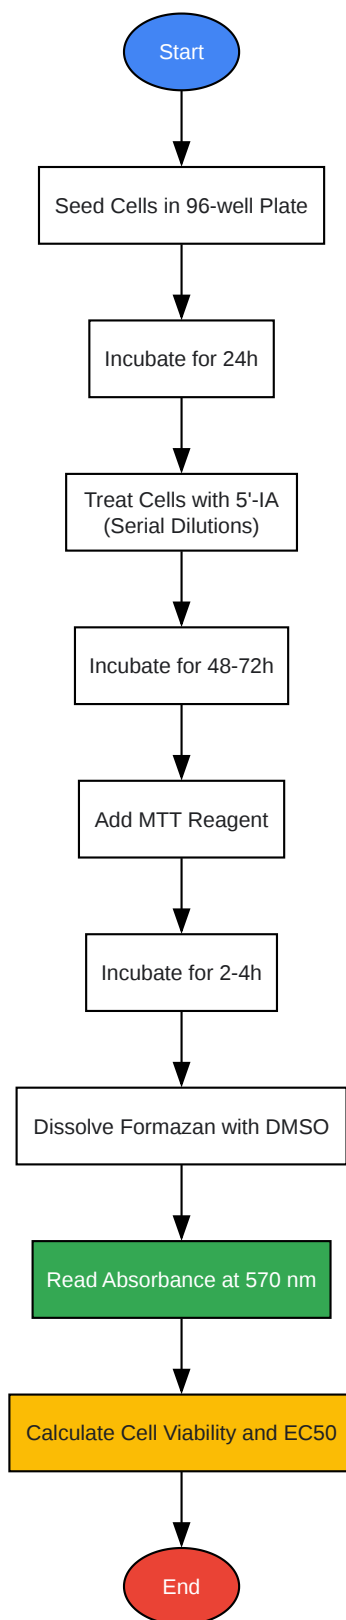 Start
Seed Cells in 96-well Plate
Incubate for 24h
Treat Cells with 5'-IA
(Serial Dilutions)
Incubate for 48-72h
Add MTT Reagent
Incubate for 2-4h
Dissolve Formazan with DMSO
Read Absorbance at 570 nm
Calculate Cell Viability and EC50
End